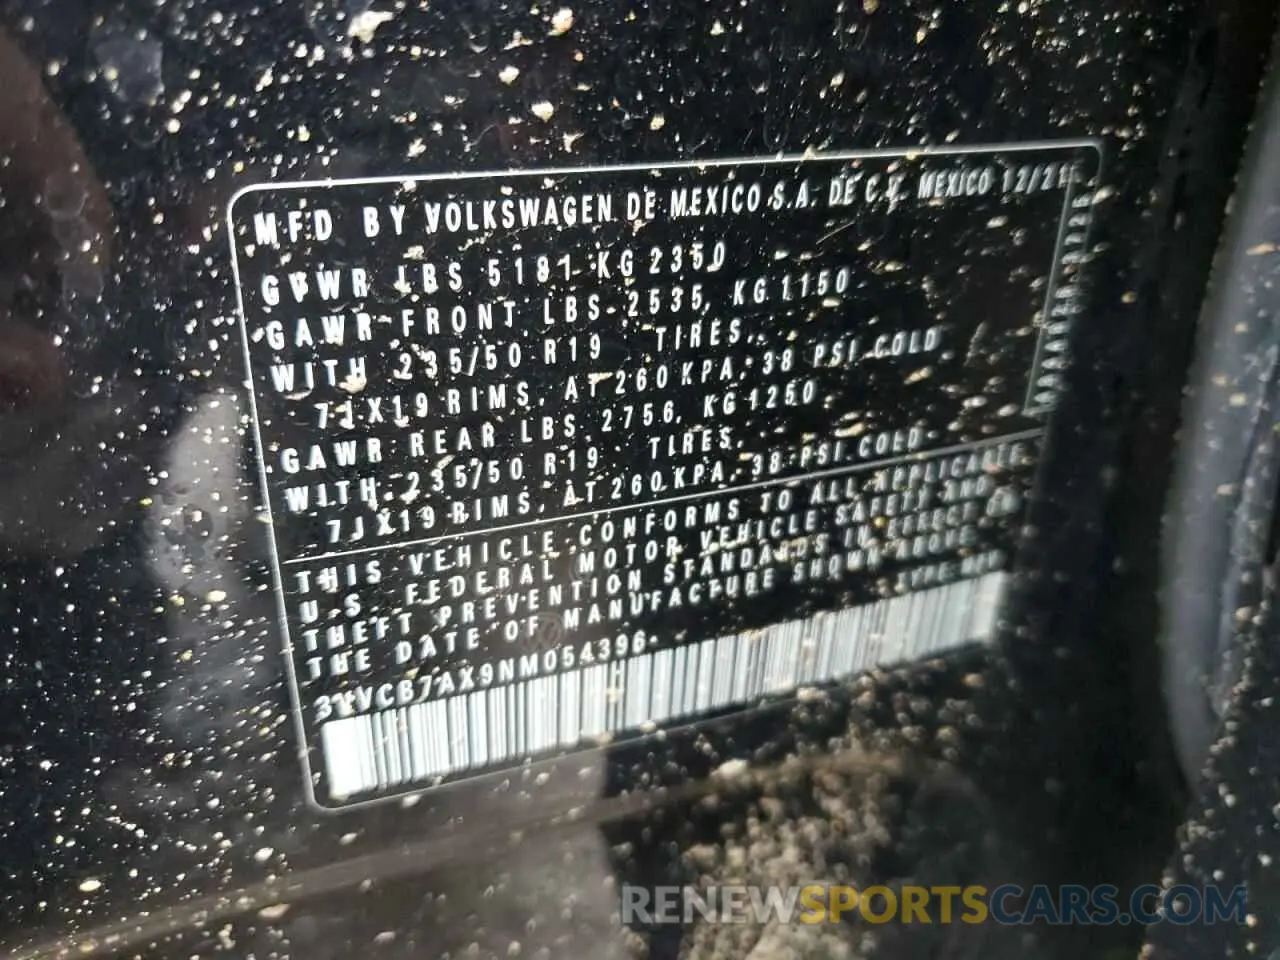 MFD BY VOLKSWAGEN DE MEXICO S.A. DE C.V. MEXICO 12/21
GVWR LBS 5181 KG 2350
GAWR FRONT LBS 2535, KG 1150
WITH 235/50 R19 TIRES,
7JX19 RIMS, AT 260 KPA, 38 PSI COLD
GAWR REAR LBS 2756, KG 1250
WITH 235/50 R19 TIRES,
7JX19 RIMS, AT 260 KPA, 38 PSI COLD
THIS VEHICLE CONFORMS TO ALL APPLICABLE
U.S. FEDERAL MOTOR VEHICLE SAFETY AND
THEFT PREVENTION STANDARDS IN EFFECT ON
THE DATE OF MANUFACTURE SHOWN ABOVE
3VVCB7AX9NM054396 TYPE: MPV
RENEWSPORTSCARS.COM